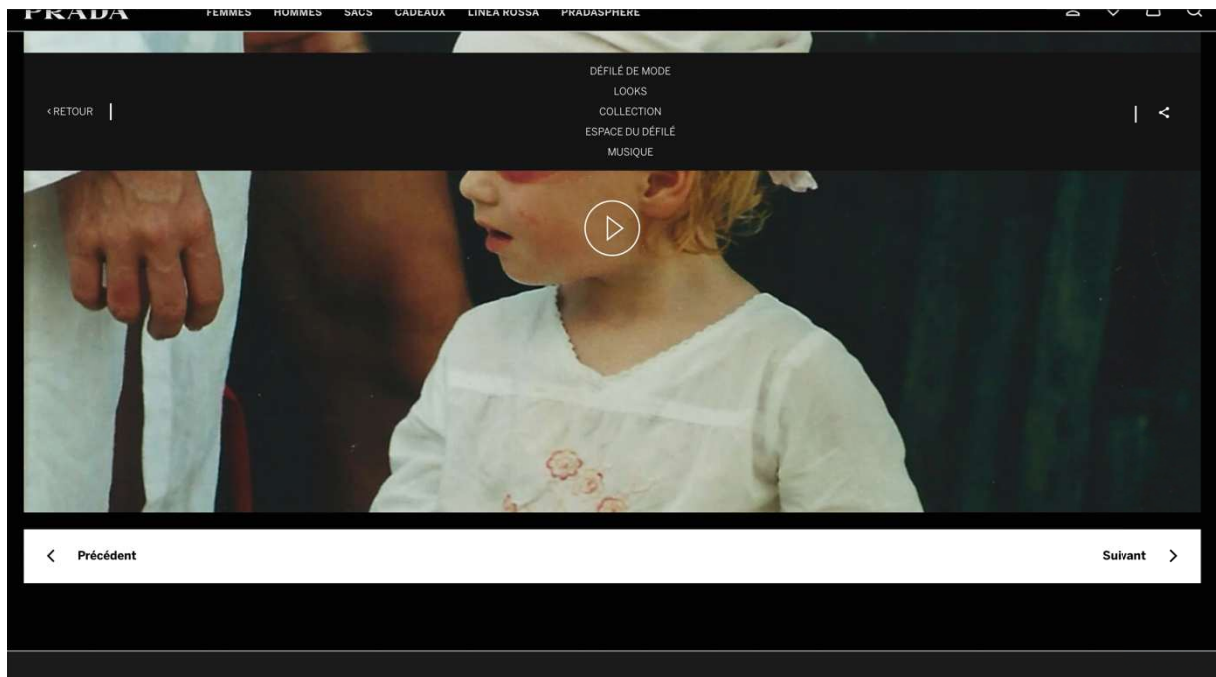 PRADA FEMMES HOMMES SACS CADEAUX LINEA ROSSA PRADASPHERE
DÉFILÉ DE MODE
LOOKS
COLLECTION
ESPACE DU DÉFILÉ
MUSIQUE
< RETOUR
Précédent Suivant